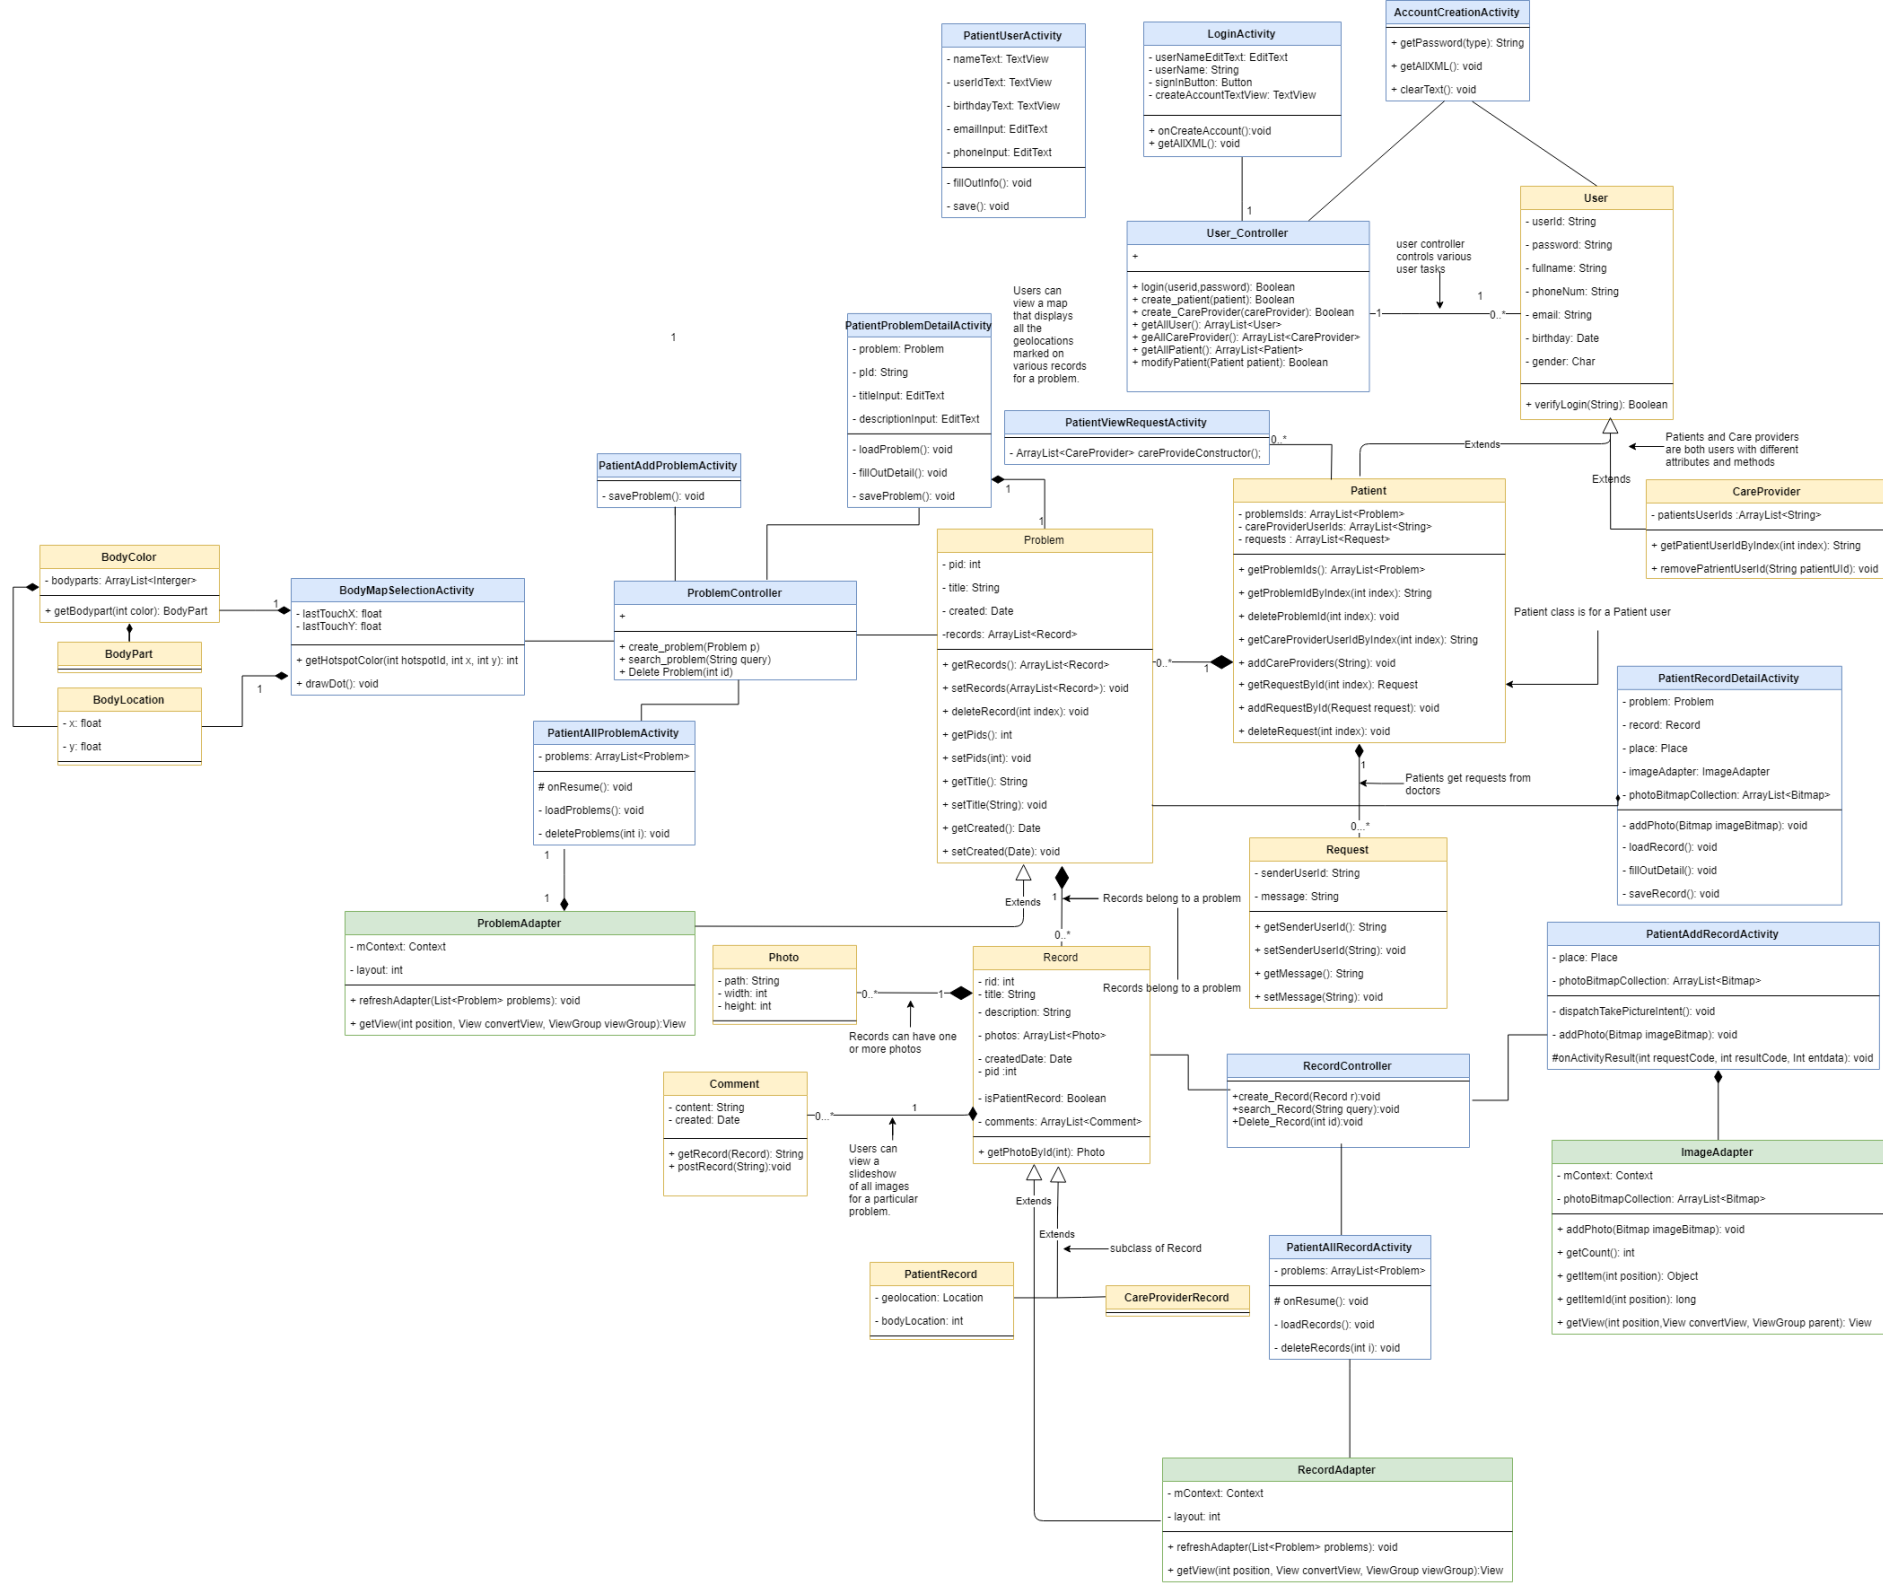 AccountCreationActivity
+ getPassword(type): String
+ getAllXML(): void
+ clearText(): void
PatientUserActivity
- nameText: TextView
- userIdText: TextView
- birthdayText: TextView
- emailInput: EditText
- phoneInput: EditText
- fillOutInfo(): void
- save(): void
LoginActivity
- userNameEditText: EditText
- userName: String
- signInButton: Button
- createAccountTextView: TextView
+ onCreateAccount():void
+ getAllXML(): void
1
User
- userId: String
- password: String
- fullname: String
- phoneNum: String
- email: String
- birthday: Date
- gender: Char
+ verifyLogin(String): Boolean
User_Controller
+
+ login(userid,password): Boolean
+ create_patient(patient): Boolean
+ create_CareProvider(careProvider): Boolean
+ getAllUser(): ArrayList<User>
+ geAllCareProvider(): ArrayList<CareProvider>
+ getAllPatient(): ArrayList<Patient>
+ modifyPatient(Patient patient): Boolean
user controller
controls various
user tasks
1
1
0..*
Users can
view a map
that displays
all the
geolocations
marked on
various records
for a problem.
1
PatientProblemDetailActivity
- problem: Problem
- pId: String
- titleInput: EditText
- descriptionInput: EditText
- loadProblem(): void
- fillOutDetail(): void
- saveProblem(): void
1
1
PatientViewRequestActivity
- ArrayList<CareProvider> careProvideConstructor();
0..*
Extends
Extends
Patients and Care providers
are both users with different
attributes and methods
PatientAddProblemActivity
- saveProblem(): void
Patient
- problemsIds: ArrayList<Problem>
- careProviderUserIds: ArrayList<String>
- requests : ArrayList<Request>
+ getProblemIds(): ArrayList<Problem>
+ getProblemIdByIndex(int index): String
+ deleteProblemId(int index): void
+ getCareProviderUserIdByIndex(int index): String
+ addCareProviders(String): void
+ getRequestById(int index): Request
+ addRequestById(Request request): void
+ deleteRequest(int index): void
CareProvider
- patientsUserIds :ArrayList<String>
+ getPatientUserIdByIndex(int index): String
+ removePatrientUserId(String patientUId): void
Patient class is for a Patient user
Problem
- pid: int
- title: String
- created: Date
-records: ArrayList<Record>
+ getRecords(): ArrayList<Record>
+ setRecords(ArrayList<Record>): void
+ deleteRecord(int index): void
+ getPids(): int
+ setPids(int): void
+ getTitle(): String
+ setTitle(String): void
+ getCreated(): Date
+ setCreated(Date): void
0..*
1
BodyColor
- bodyparts: ArrayList<Interger>
+ getBodypart(int color): BodyPart
1
BodyPart
BodyLocation
- x: float
- y: float
1
BodyMapSelectionActivity
- lastTouchX: float
- lastTouchY: float
+ getHotspotColor(int hotspotId, int x, int y): int
+ drawDot(): void
ProblemController
+
+ create_problem(Problem p)
+ search_problem(String query)
+ Delete Problem(int id)
PatientAllProblemActivity
- problems: ArrayList<Problem>
# onResume(): void
- loadProblems(): void
- deleteProblems(int i): void
1
1
PatientRecordDetailActivity
- problem: Problem
- record: Record
- place: Place
- imageAdapter: ImageAdapter
- photoBitmapCollection: ArrayList<Bitmap>
- addPhoto(Bitmap imageBitmap): void
- loadRecord(): void
- fillOutDetail(): void
- saveRecord(): void
1
Patients get requests from
doctors
0...*
Request
- senderUserId: String
- message: String
+ getSenderUserId(): String
+ setSenderUserId(String): void
+ getMessage(): String
+ setMessage(String): void
Extends
1
0..*
Records belong to a problem
Records belong to a problem
ProblemAdapter
- mContext: Context
- layout: int
+ refreshAdapter(List<Problem> problems): void
+ getView(int position, View convertView, ViewGroup viewGroup):View
Photo
- path: String
- width: int
- height: int
0..*
1
Records can have one
or more photos
Record
- rid: int
- title: String
- description: String
- photos: ArrayList<Photo>
- createdDate: Date
- pid :int
- isPatientRecord: Boolean
- comments: ArrayList<Comment>
+ getPhotoById(int): Photo
PatientAddRecordActivity
- place: Place
- photoBitmapCollection: ArrayList<Bitmap>
- dispatchTakePictureIntent(): void
- addPhoto(Bitmap imageBitmap): void
#onActivityResult(int requestCode, int resultCode, Int entdata): void
Comment
- content: String
- created: Date
+ getRecord(Record): String
+ postRecord(String):void
0...*
1
Users can
view a
slideshow
of all images
for a particular
problem.
RecordController
+create_Record(Record r):void
+search_Record(String query):void
+Delete_Record(int id):void
Extends
Extends
subclass of Record
ImageAdapter
- mContext: Context
- photoBitmapCollection: ArrayList<Bitmap>
+ addPhoto(Bitmap imageBitmap): void
+ getCount(): int
+ getItem(int position): Object
+ getItemId(int position): long
+ getView(int position,View convertView, ViewGroup parent): View
PatientRecord
- geolocation: Location
- bodyLocation: int
CareProviderRecord
PatientAllRecordActivity
- problems: ArrayList<Problem>
# onResume(): void
- loadRecords(): void
- deleteRecords(int i): void
RecordAdapter
- mContext: Context
- layout: int
+ refreshAdapter(List<Problem> problems): void
+ getView(int position, View convertView, ViewGroup viewGroup):View